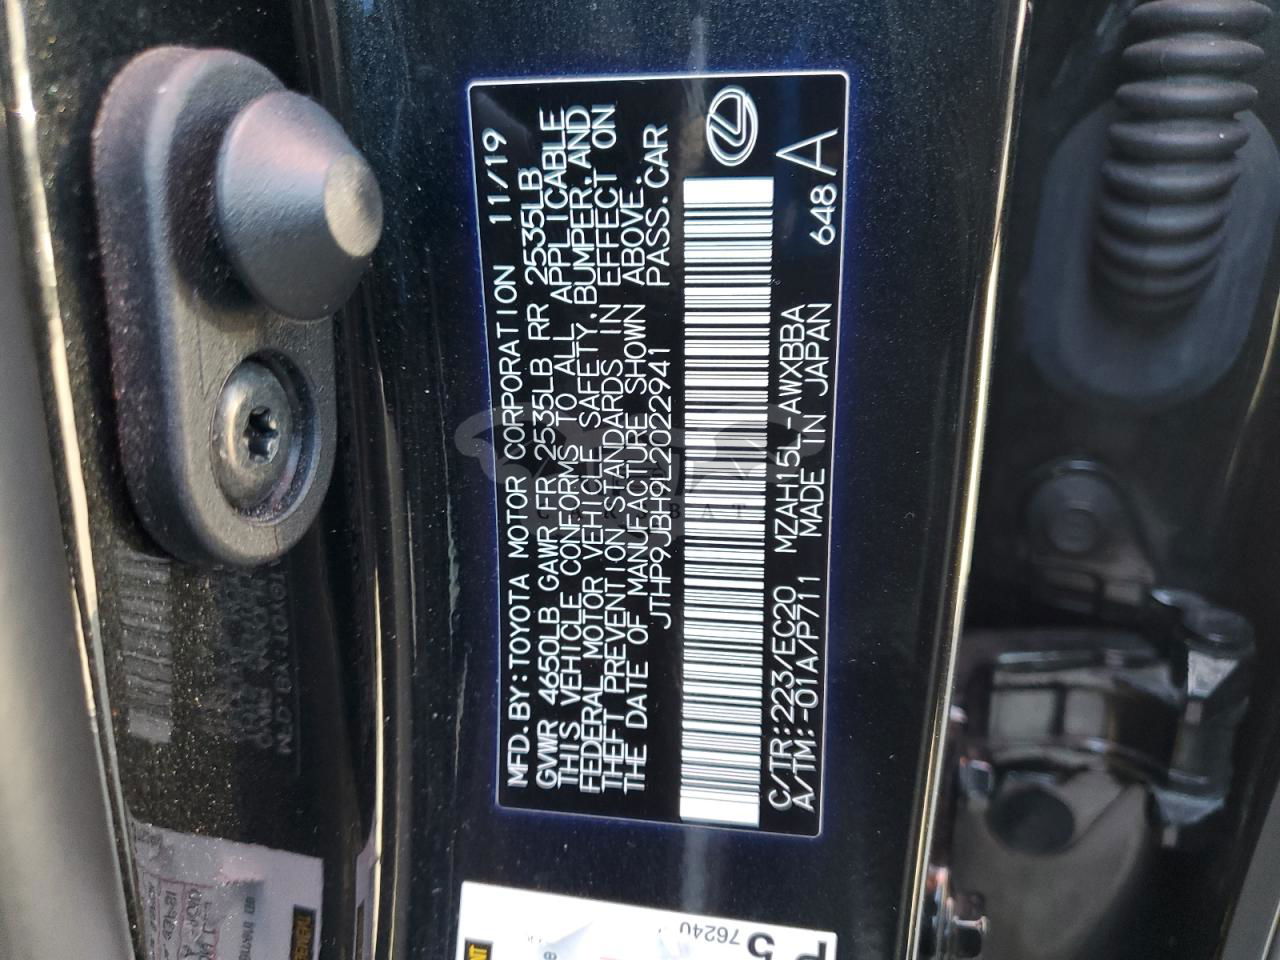 MFD.BY:TOYOTA MOTOR CORPORATION 11/19
GVWR 4650LB GAWR FR 2535LB RR 2535LB
THIS VEHICLE CONFORMS TO ALL APPLICABLE
FEDERAL MOTOR VEHICLE SAFETY,BUMPER,AND
THEFT PREVENTION STANDARDS IN EFFECT ON
THE DATE OF MANUFACTURE SHOWN ABOVE.
JTHP9JBH9L2022941 PASS.CAR
C/TR:223/EC20 MZAH15L-AWXBBA 648 A
A/TM:-01A/P711 MADE IN JAPAN
76240
5